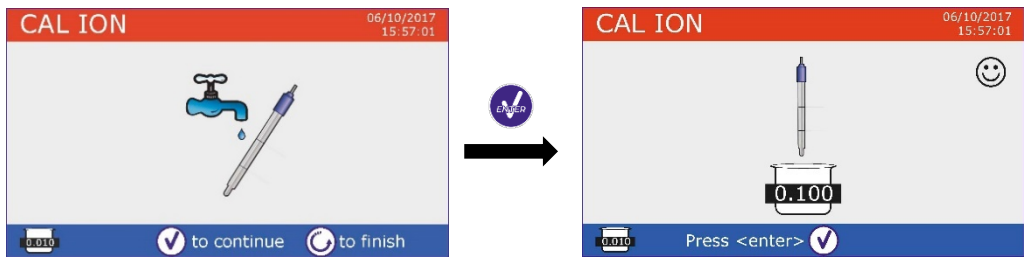 CAL ION
06/10/2017
15:57:01
0.010
to continue
to finish
ENTER
CAL ION
06/10/2017
15:57:01
0.100
0.010
Press <enter>